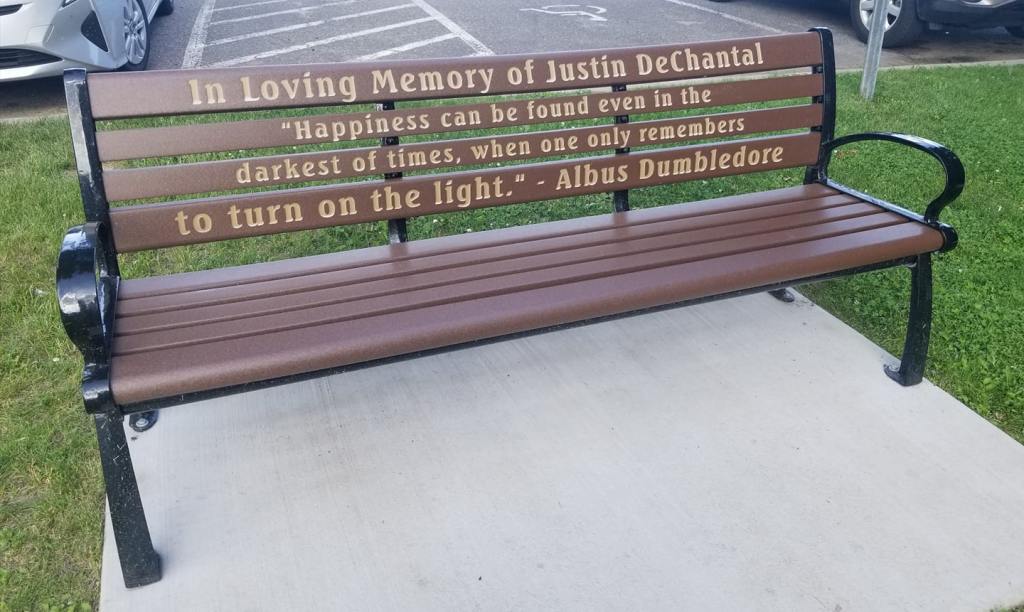 In Loving Memory of Justin DeChantal
"Happiness can be found even in the
darkest of times, when one only remembers
to turn on the light." - Albus Dumbledore